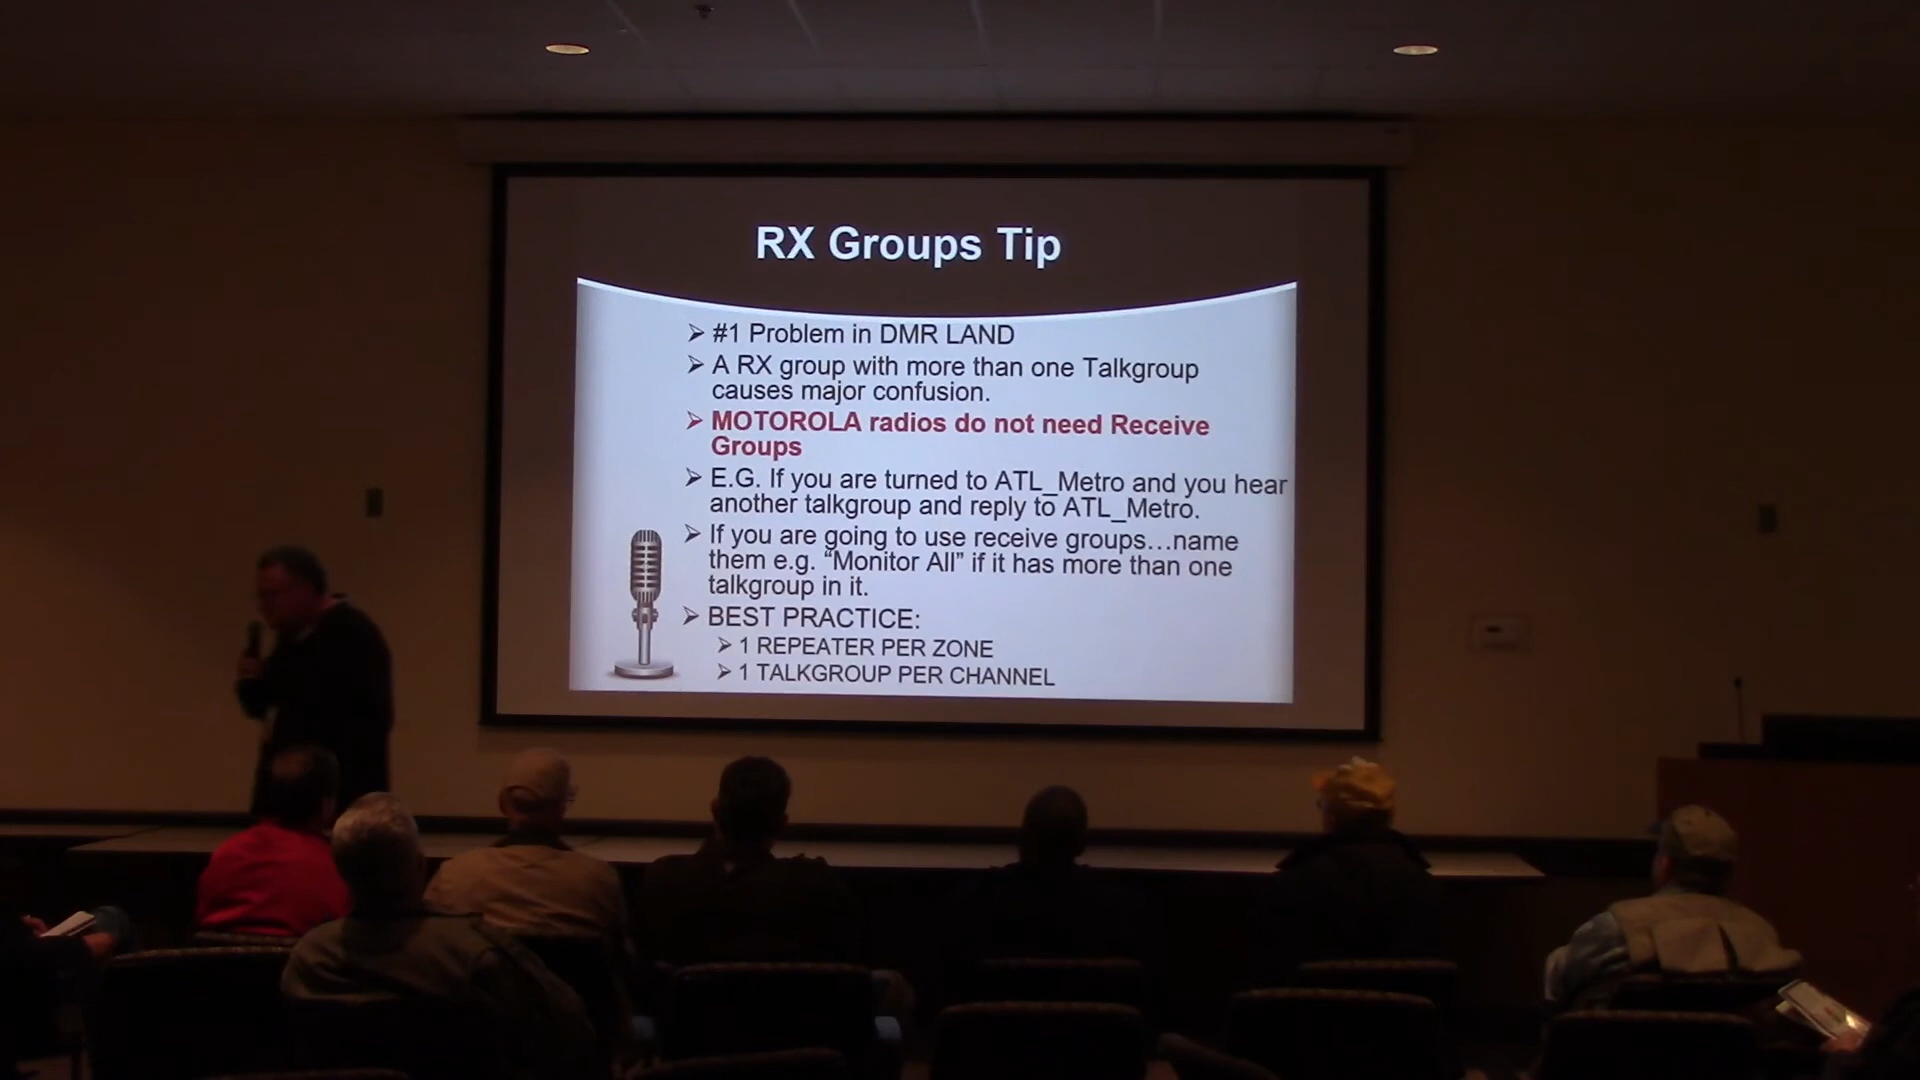 RX Groups Tip
#1 Problem in DMR LAND
A RX group with more than one Talkgroup
causes major confusion.
MOTOROLA radios do not need Receive
Groups
E.G. If you are turned to ATL_Metro and you hear
another talkgroup and reply to ATL_Metro.
If you are going to use receive groups…name
them e.g. “Monitor All” if it has more than one
talkgroup in it.
BEST PRACTICE:
1 REPEATER PER ZONE
1 TALKGROUP PER CHANNEL